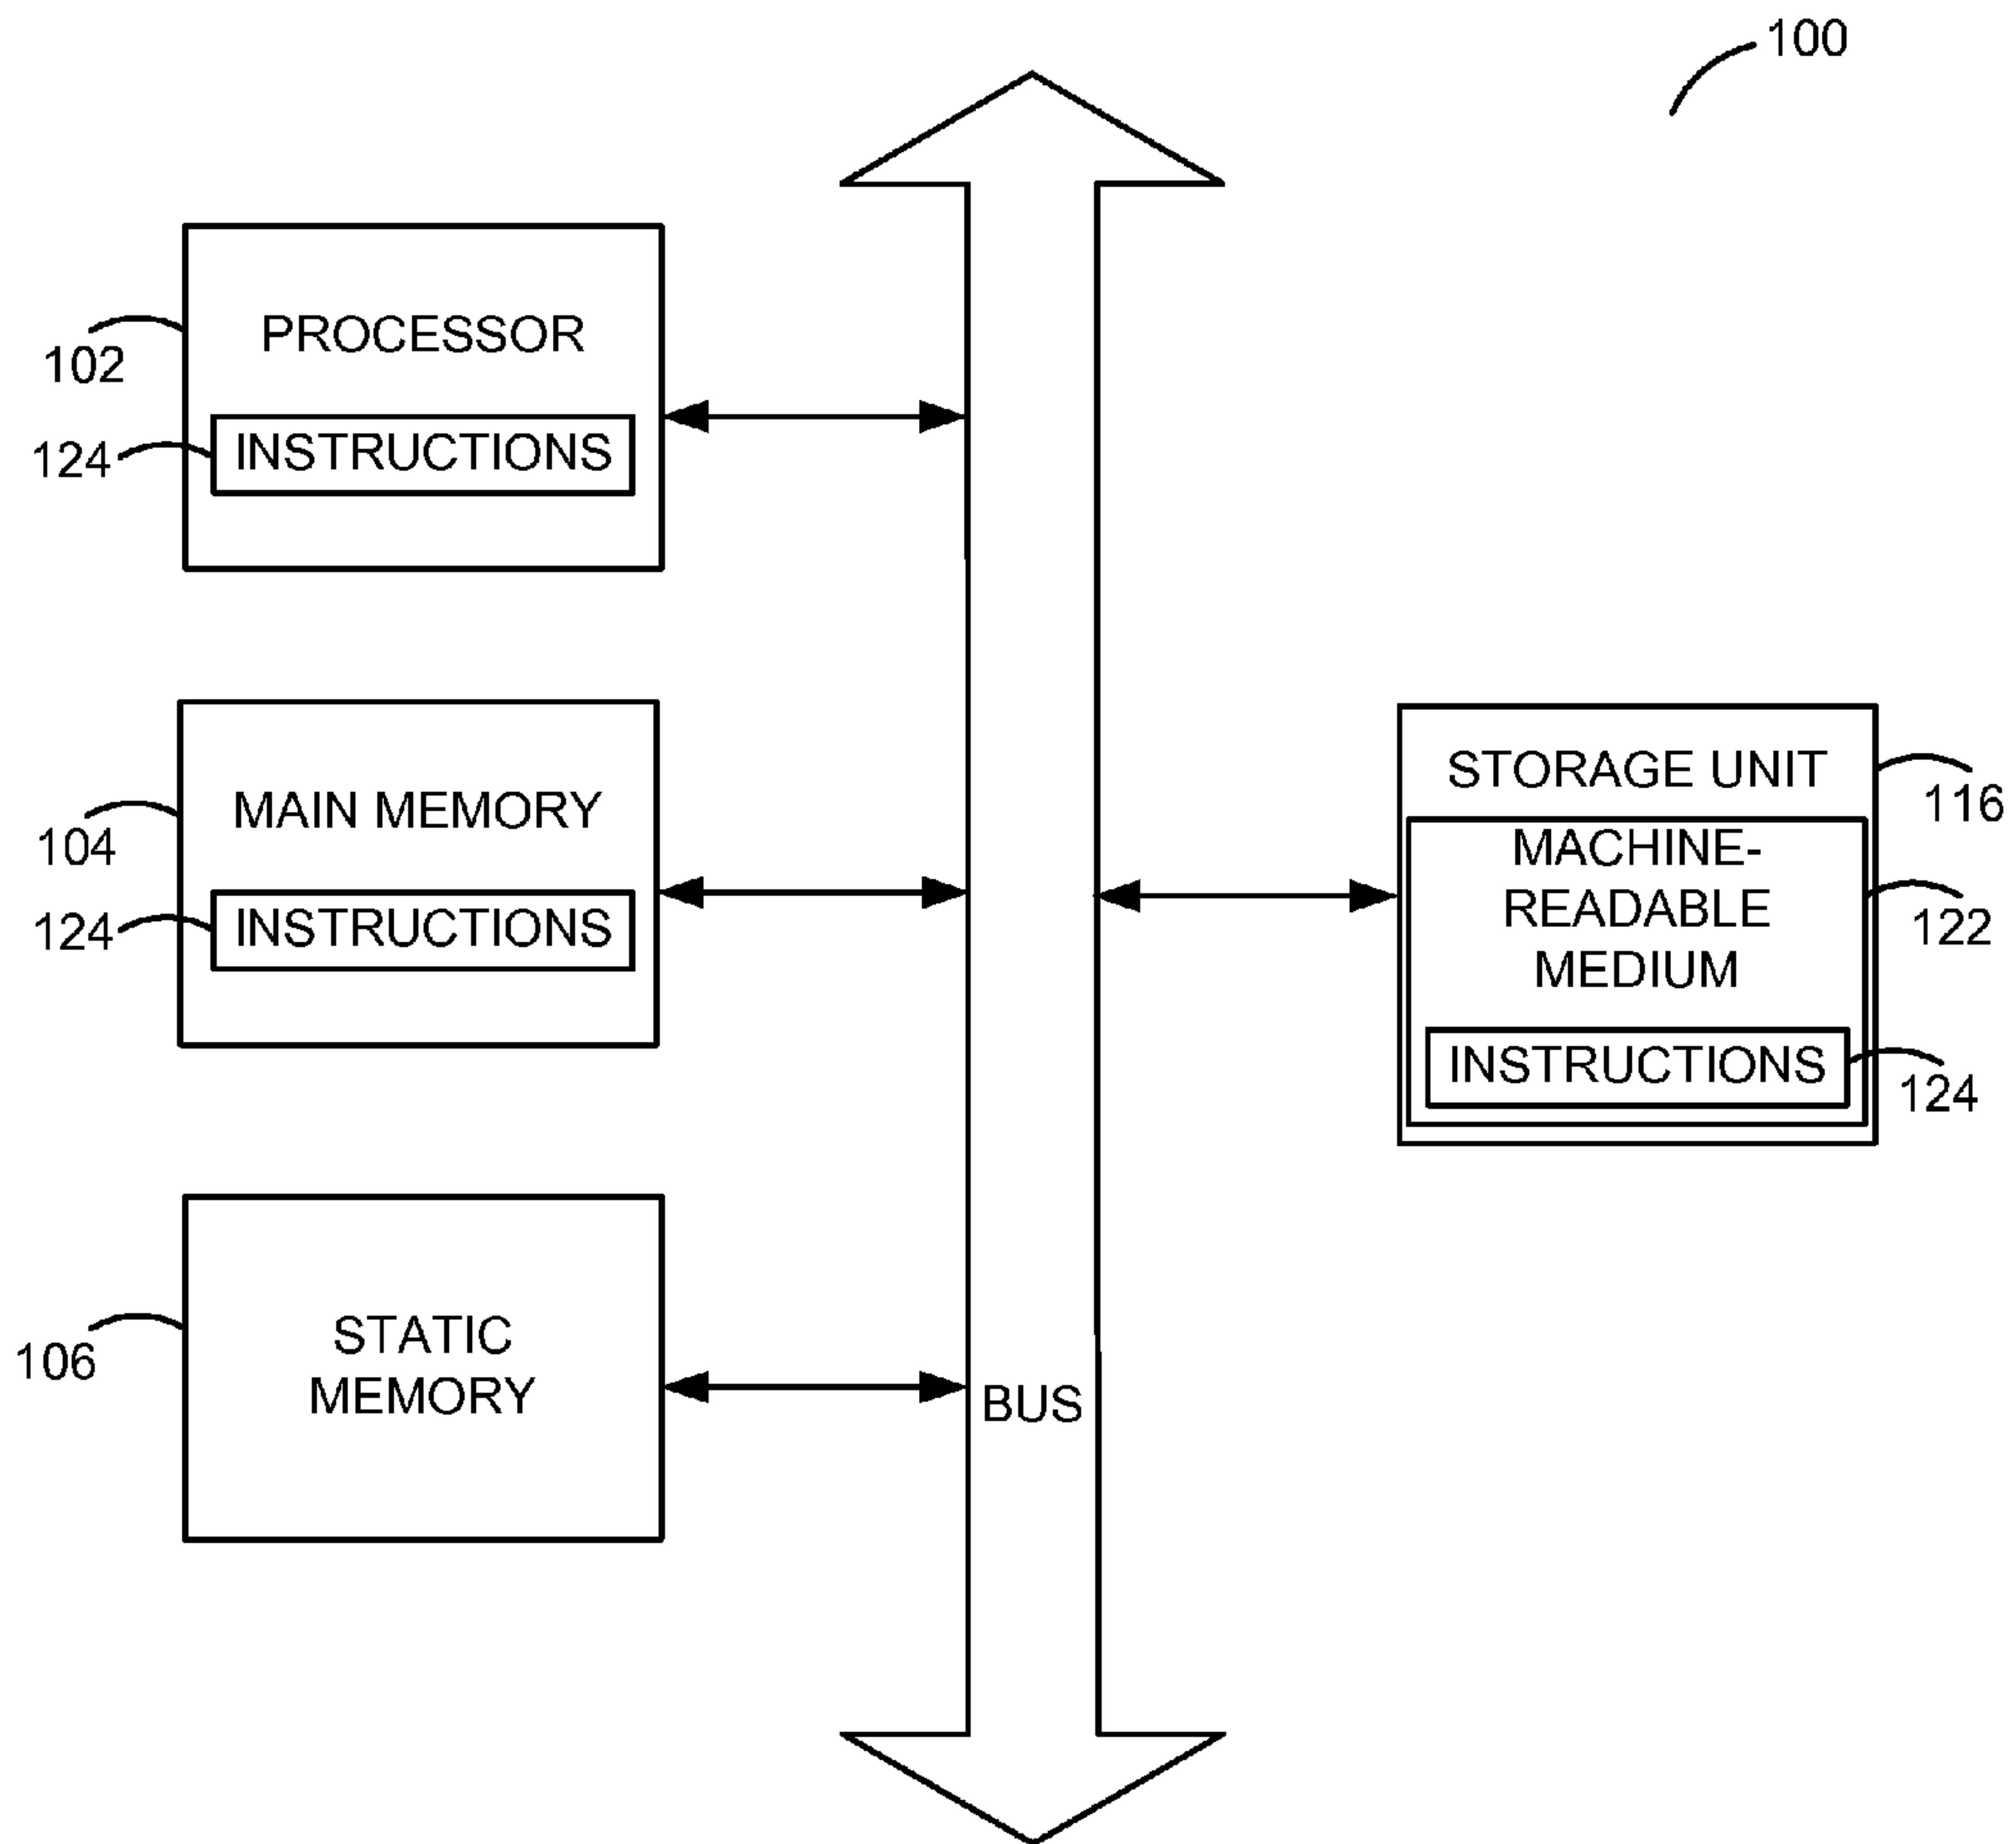 100
PROCESSOR
102
124
INSTRUCTIONS
MAIN MEMORY
104
124
INSTRUCTIONS
STORAGE UNIT
116
MACHINE-
READABLE
MEDIUM
122
INSTRUCTIONS
124
STATIC
MEMORY
106
BUS